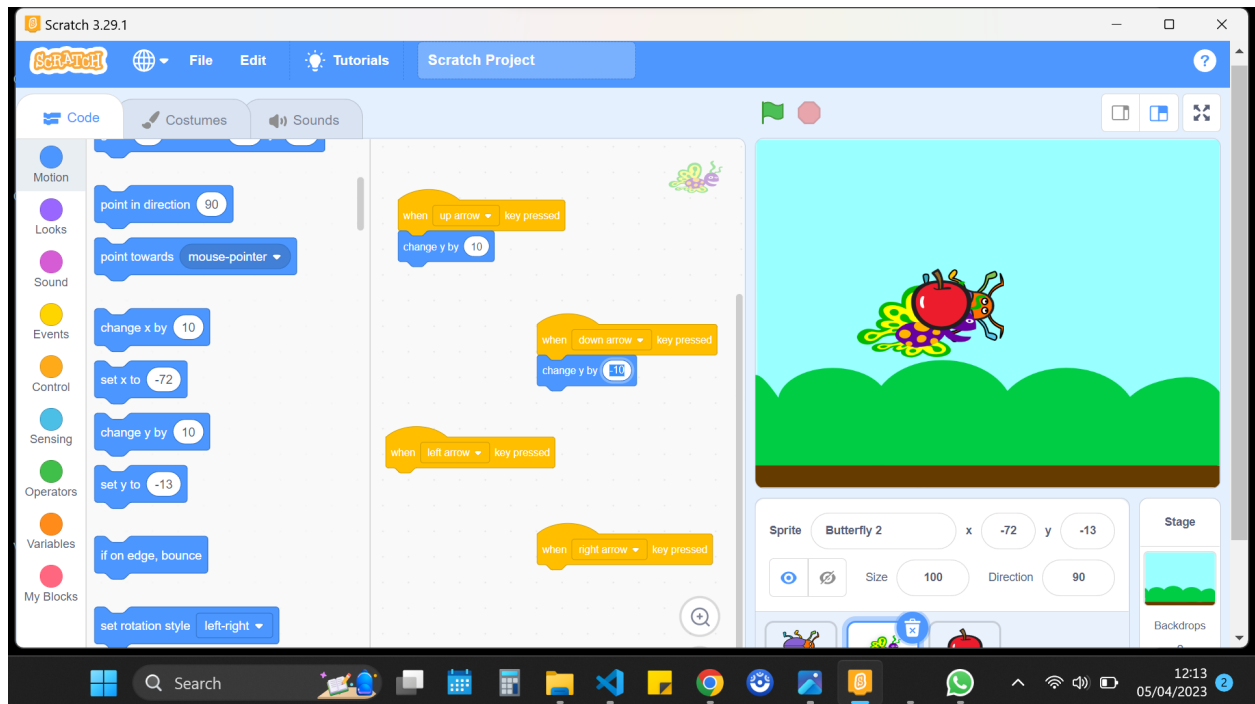 Scratch 3.29.1
SCRATCH
File
Edit
Tutorials
Scratch Project
?
Code
Costumes
Sounds
Motion
Looks
Sound
Events
Control
Sensing
Operators
Variables
My Blocks
point in direction 90
point towards mouse-pointer
change x by 10
set x to -72
change y by 10
set y to -13
if on edge, bounce
set rotation style left-right
when up arrow key pressed
change y by 10
when down arrow key pressed
change y by -10
when left arrow key pressed
when right arrow key pressed
Sprite Butterfly 2 x -72 y -13
Size 100 Direction 90
Stage
Backdrops
Search
12:13
05/04/2023
2